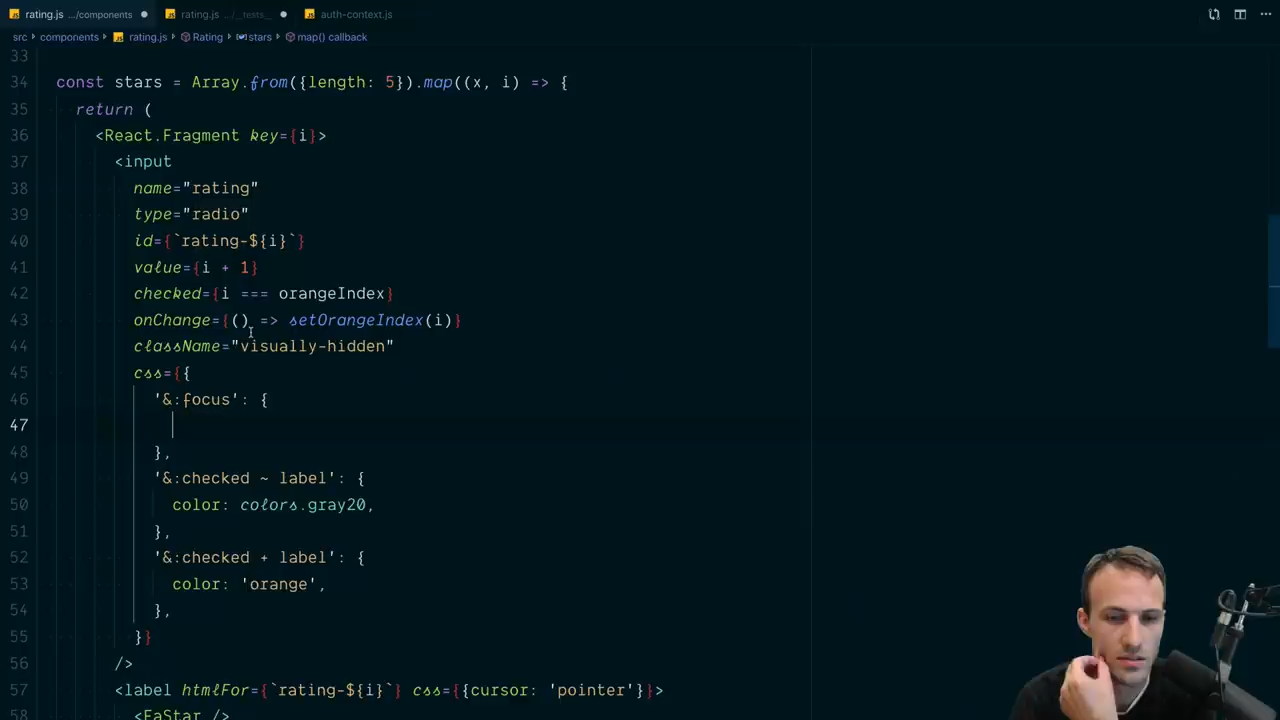 rating.js .../components
rating.js .../__tests__
auth-context.js
src > components > rating.js > Rating > stars > map() callback
33
34 const stars = Array.from({length: 5}).map((x, i) => {
35 return (
36 <React.Fragment key={i}>
37 <input
38 name="rating"
39 type="radio"
40 id={`rating-${i}`}
41 value={i + 1}
42 checked={i === orangeIndex}
43 onChange={() => setOrangeIndex(i)}
44 className="visually-hidden"
45 css={{
46 '&:focus': {
47
48 },
49 '&:checked ~ label': {
50 color: colors.gray20,
51 },
52 '&:checked + label': {
53 color: 'orange',
54 },
55 }}
56 />
57 <label htmlFor={`rating-${i}`} css={{cursor: 'pointer'}}>
58 <FaStar />